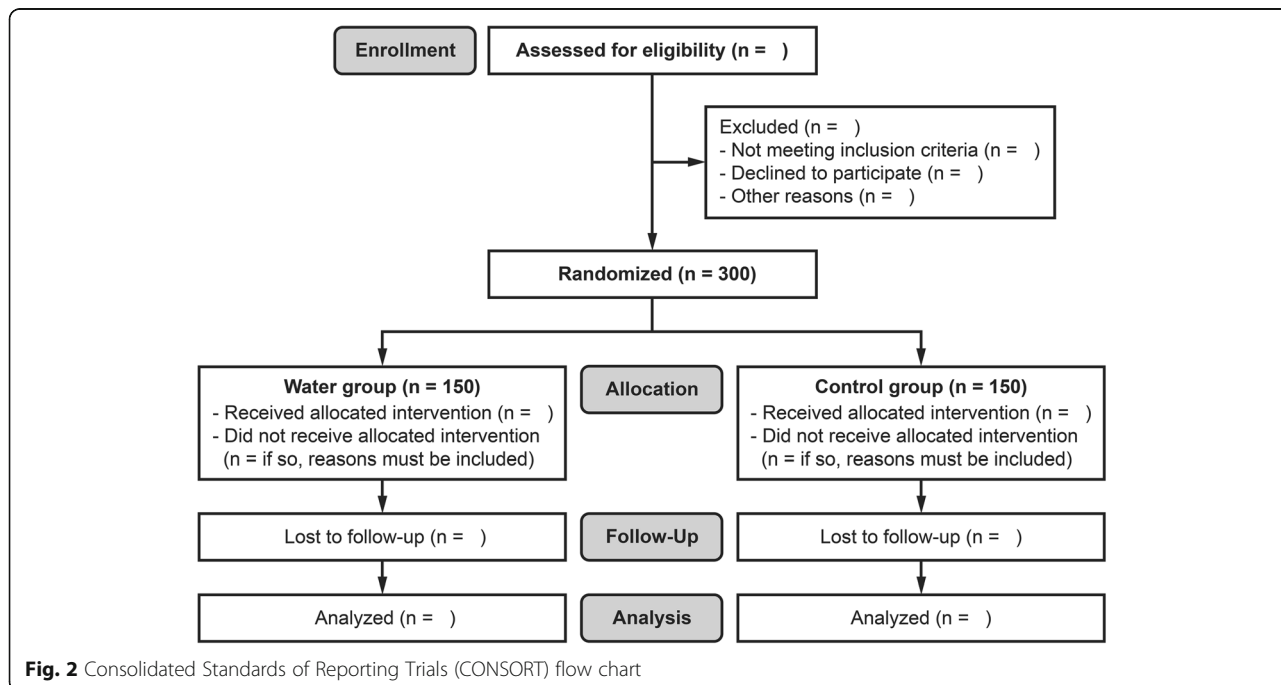 Enrollment
Assessed for eligibility (n =   )
Excluded (n =   )
- Not meeting inclusion criteria (n =   )
- Declined to participate (n =   )
- Other reasons (n =   )
Randomized (n = 300)
Water group (n = 150)
- Received allocated intervention (n =   )
- Did not receive allocated intervention
(n = if so, reasons must be included)
Allocation
Control group (n = 150)
- Received allocated intervention (n =   )
- Did not receive allocated intervention
(n = if so, reasons must be included)
Lost to follow-up (n =   )
Follow-Up
Lost to follow-up (n =   )
Analyzed (n =   )
Analysis
Analyzed (n =   )
Fig. 2 Consolidated Standards of Reporting Trials (CONSORT) flow chart